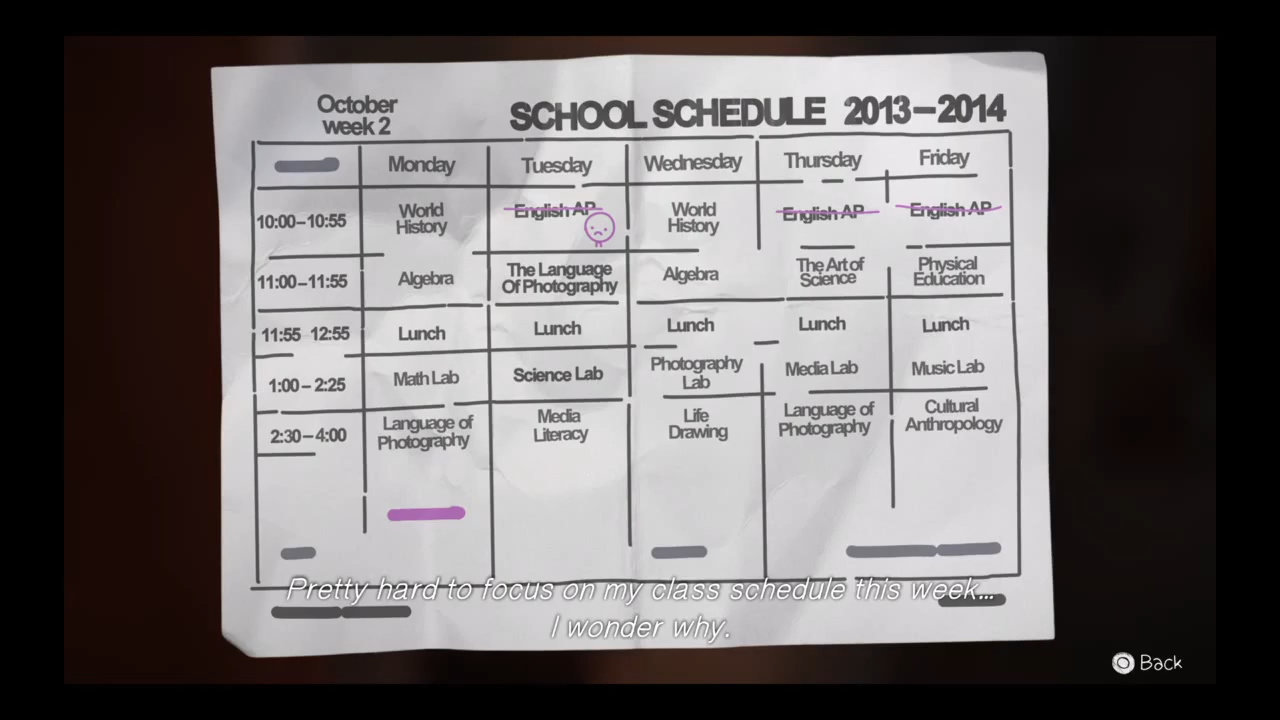 October
week 2
SCHOOL SCHEDULE 2013–2014
Monday Tuesday Wednesday Thursday Friday
10:00–10:55 World History English AP World History English AP English AP
11:00–11:55 Algebra The Language Of Photography Algebra The Art of Science Physical Education
11:55 12:55 Lunch Lunch Lunch Lunch Lunch
1:00 – 2:25 Math Lab Science Lab Photography Lab Media Lab Music Lab
2:30 – 4:00 Language of Photography Media Literacy Life Drawing Language of Photography Cultural Anthropology
Pretty hard to focus on my class schedule this week...
I wonder why.
Back